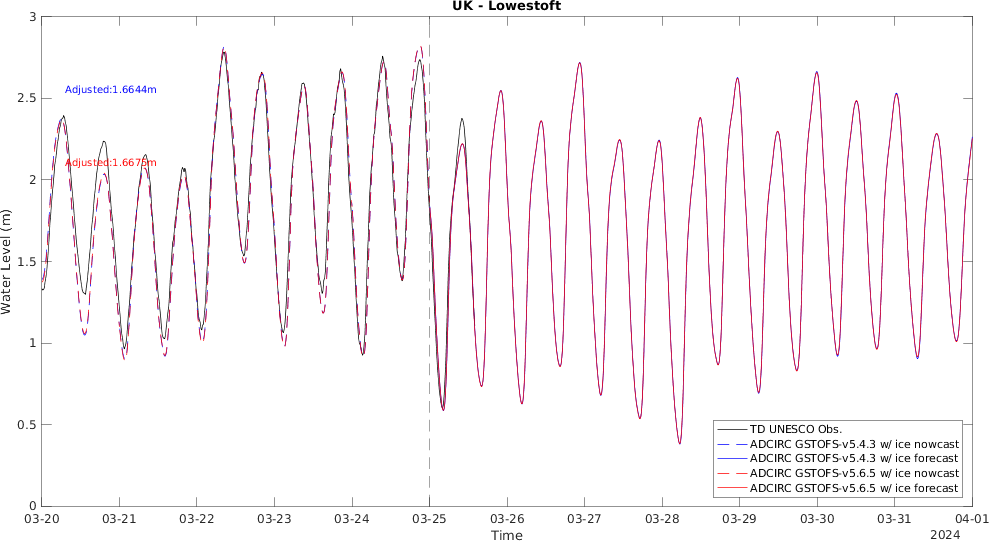 UK - Lowestoft
3
2.5
2
1.5
1
0.5
0
Water Level (m)
Adjusted:1.6644m
Adjusted:1.6675m
TD UNESCO Obs.
ADCIRC GSTOFS-v5.4.3 w/ ice nowcast
ADCIRC GSTOFS-v5.4.3 w/ ice forecast
ADCIRC GSTOFS-v5.6.5 w/ ice nowcast
ADCIRC GSTOFS-v5.6.5 w/ ice forecast
03-20 03-21 03-22 03-23 03-24 03-25 03-26 03-27 03-28 03-29 03-30 03-31 04-01
Time
2024